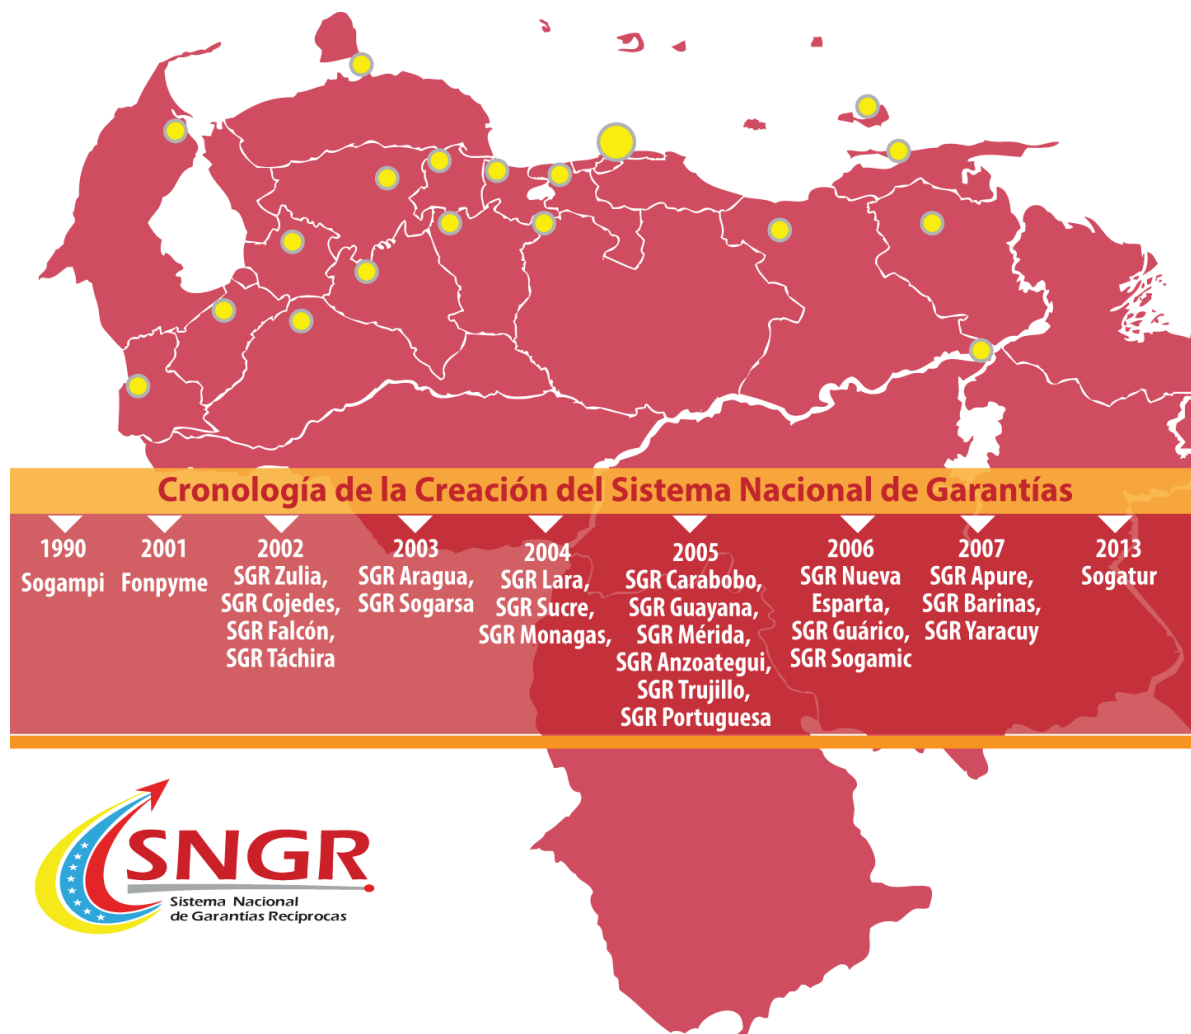 Cronología de la Creación del Sistema Nacional de Garantías
1990
Sogampi
2001
Fonpyme
2002
SGR Zulia,
SGR Cojedes,
SGR Falcón,
SGR Táchira
2003
SGR Aragua,
SGR Sogarsa
2004
SGR Lara,
SGR Sucre,
SGR Monagas,
2005
SGR Carabobo,
SGR Guayana,
SGR Mérida,
SGR Anzoategui,
SGR Trujillo,
SGR Portuguesa
2006
SGR Nueva
Esparta,
SGR Guárico,
SGR Sogamic
2007
SGR Apure,
SGR Barinas,
SGR Yaracuy
2013
Sogatur
SNGR
Sistema Nacional
de Garantías Recíprocas